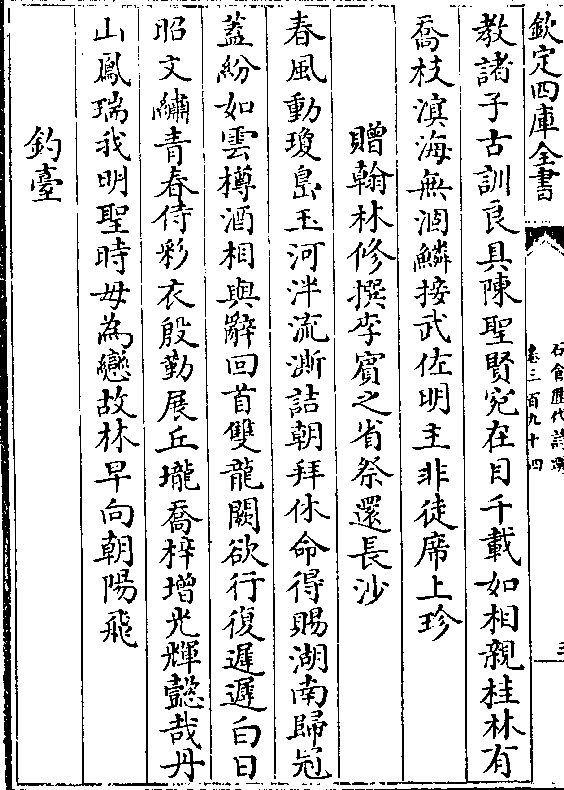 欽定四庫全書
石倉歷代詩選
卷三百九十四
教諸子古訓良具陳聖賢宛在目千載如相親桂林有
喬枝溟海無涸鱗接武佐明主非徒席上珍
贈翰林修撰李賓之省祭還長沙
春風動瓊島玉河泮流澌詰朝拜休命得賜湖南歸冠
蓋紛如雲樽酒相與辭回首雙龍闕欲行復遲遲白日
昭文繡青春侍彩衣殷勤展丘壠喬梓增光輝懿哉丹
山鳳瑞我明聖時毋為戀故林早向朝陽飛
釣臺